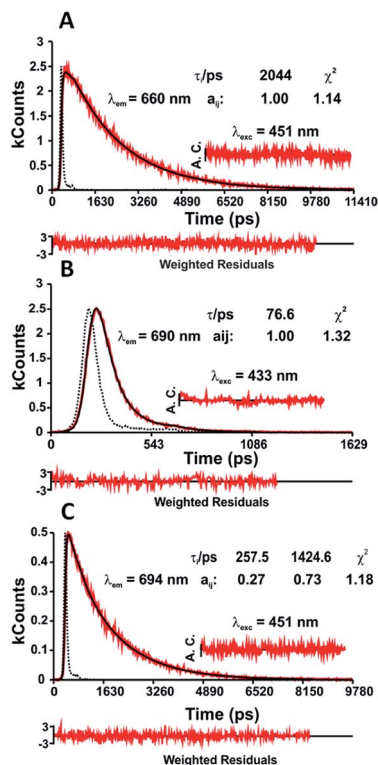 A
3
2.5
2
1.5
1
0.5
0
kCounts
τi/ps 2044 χ²
λem = 660 nm aij: 1.00 1.14
λexc = 451 nm
A. C.
1630 3260 4890 6520 8150 9780 11410
Time (ps)
3
-3
Weighted Residuals
B
3
2.5
2
1.5
1
0.5
0
kCounts
τ/ps 76.6 χ²
λem = 690 nm aij: 1.00 1.32
λexc = 433 nm
A. C.
543 1086 1629
Time (ps)
3
-3
Weighted Residuals
C
0.5
0.4
0.3
0.2
0.1
0
kCounts
τi/ps 257.5 1424.6 χ²
λem = 694 nm aij: 0.27 0.73 1.18
λexc = 451 nm
A. C.
1630 3260 4890 6520 8150 9780
Time (ps)
3
-3
Weighted Residuals